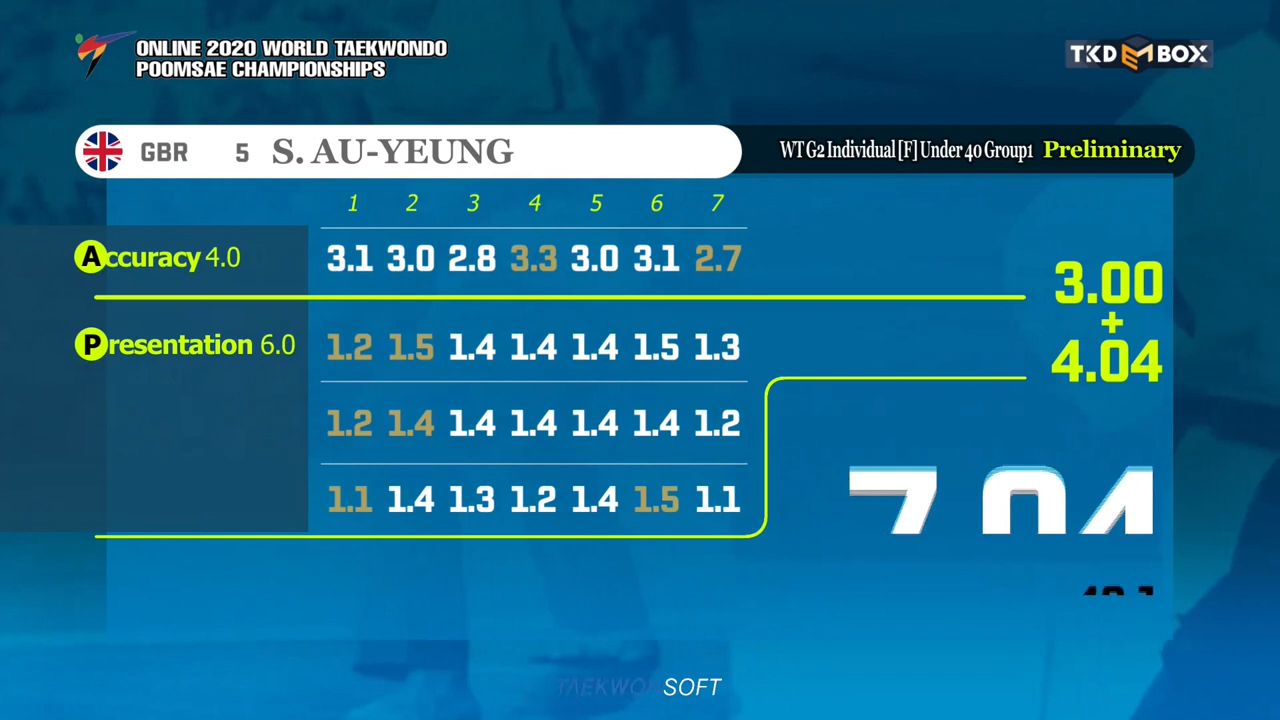 ONLINE 2020 WORLD TAEKWONDO
POOMSAE CHAMPIONSHIPS
TKD BOX
GBR 5 S. AU-YEUNG
WT G2 Individual [F] Under 40 Group1 Preliminary
1 2 3 4 5 6 7
Accuracy 4.0 3.1 3.0 2.8 3.3 3.0 3.1 2.7
3.00
+
4.04
Presentation 6.0 1.2 1.5 1.4 1.4 1.4 1.5 1.3
1.2 1.4 1.4 1.4 1.4 1.4 1.2
1.1 1.4 1.3 1.2 1.4 1.5 1.1
TAEKWONSOFT